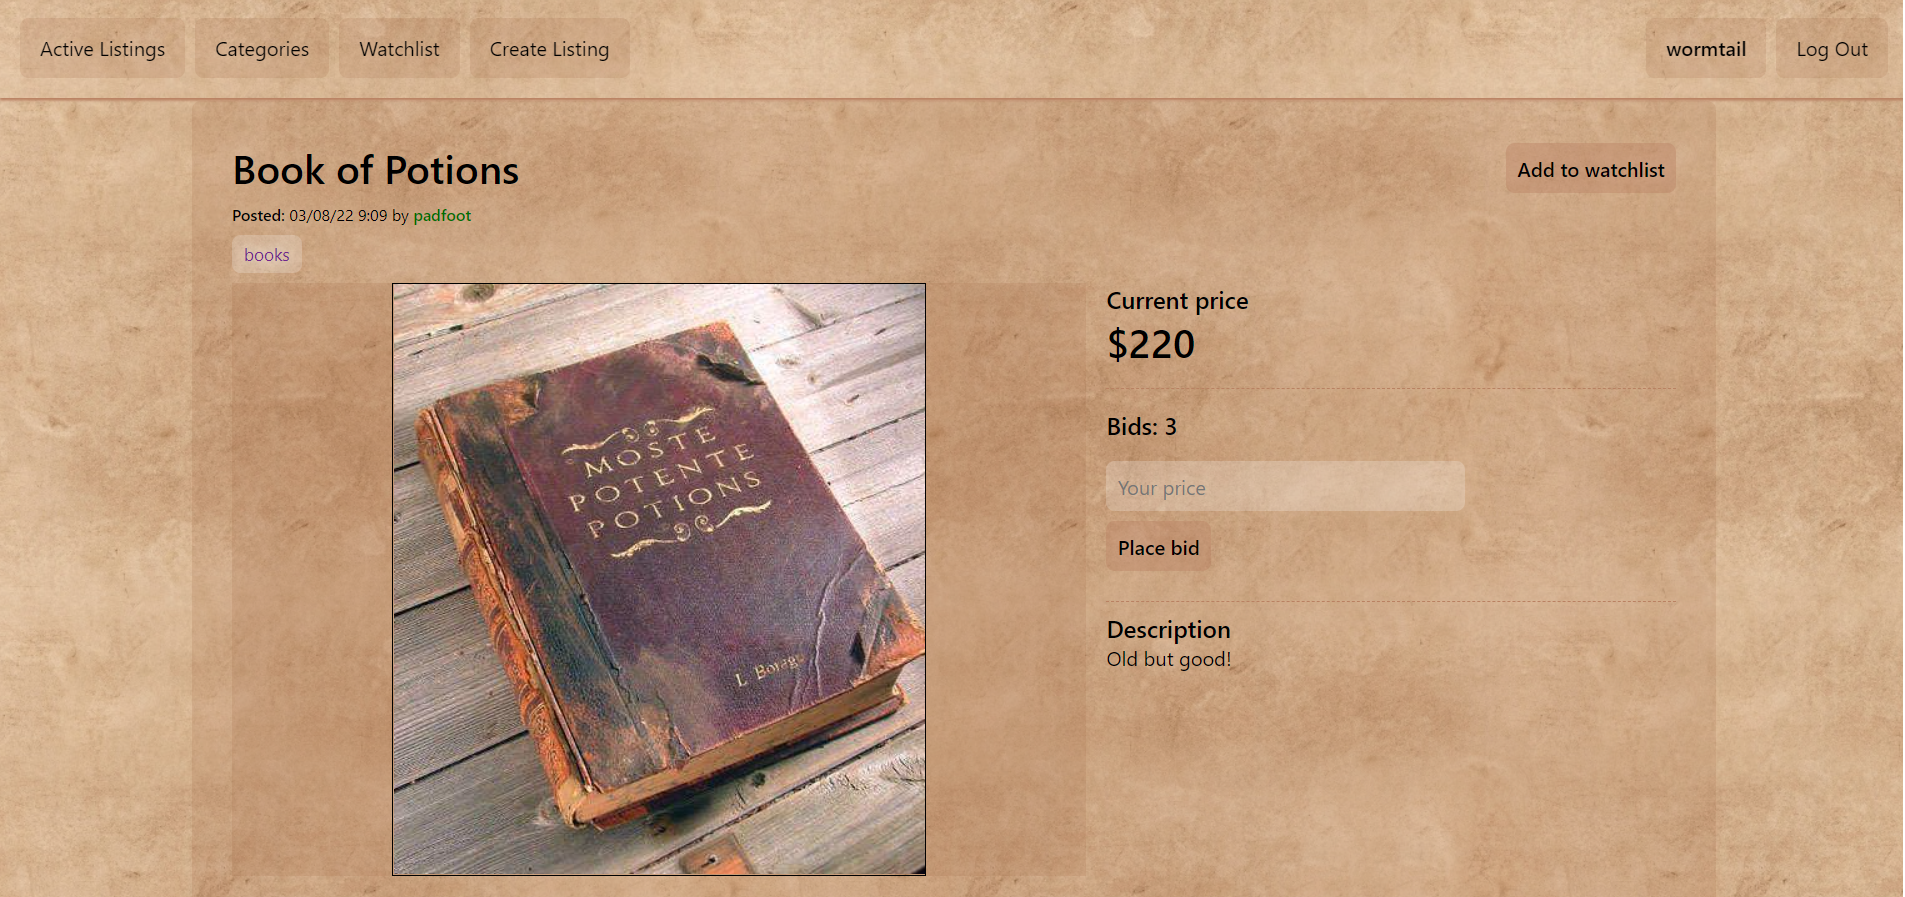 Active Listings Categories Watchlist Create Listing wormtail Log Out
Book of Potions
Add to watchlist
Posted: 03/08/22 9:09 by padfoot
books
MOSTE
POTENTE
POTIONS
L. Borage
Current price
$220
Bids: 3
Your price
Place bid
Description
Old but good!